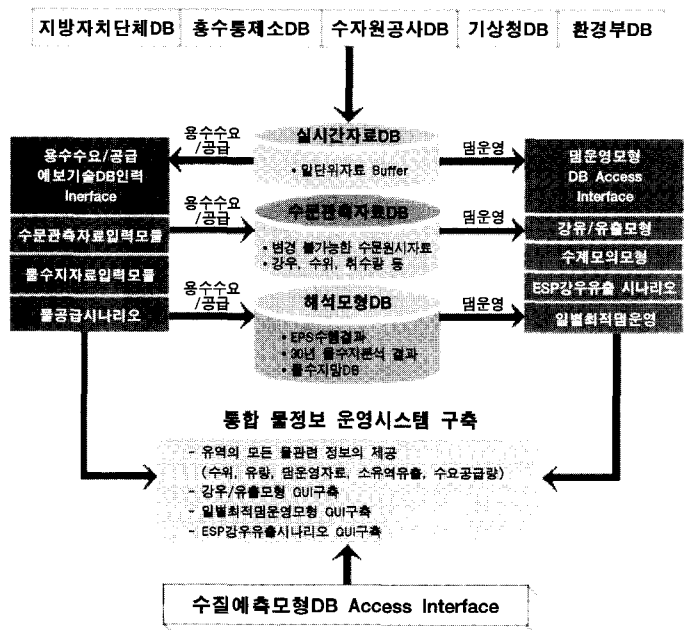 지방자치단체DB 홍수통제소DB 수자원공사DB 기상청DB 환경부DB
용수수요
/공급
실시간자료DB
• 일단위자료 Buffer
댐운영
용수수요/공급
예보기술DB인력
Inerface
댐운영모형
DB Access
Interface
용수수요
/공급
수문관측자료DB
• 변경 불가능한 수문원시자료
• 강우, 수위, 취수량 등
댐운영
수문관측자료입력모듈
물수지자료입력모듈
물공급시나리오
강유/유출모형
수제모의모형
ESP강우유출 시나리오
일별최적댐운영
용수수요
/공급
해석모형DB
• EPS수행결과
• 30년 물수지분석 결과
• 물수지망DB
댐운영
통합 물정보 운영시스템 구축
- 유역의 모든 물관련 정보의 제공
(수위, 유량, 댐운영자료, 소유역유출, 수요공급량)
- 강우/유출모형 GUI구축
- 일별최적댐운영모형 GUI구축
- ESP강우유출시나리오 GUI구축
수질예측모형DB Access Interface